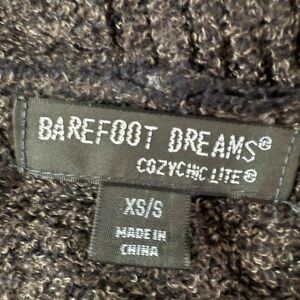 BAREFOOT DREAMS®
COZYCHIC LITE®
XS/S
MADE IN
CHINA